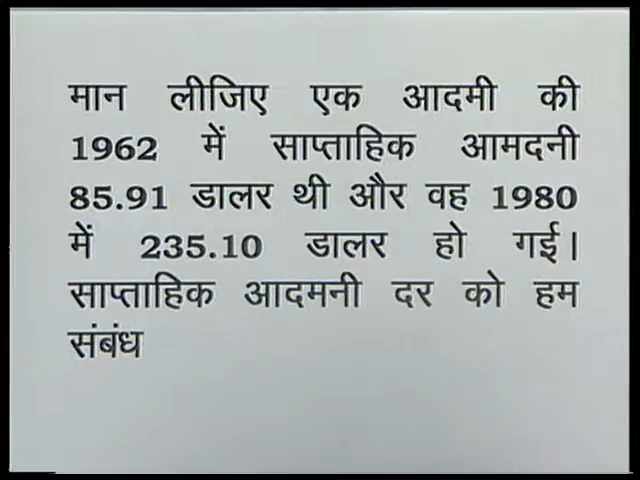 मान लीजिए एक आदमी की
1962 में साप्ताहिक आमदनी
85.91 डालर थी और वह 1980
में 235.10 डालर हो गई।
साप्ताहिक आदमनी दर को हम
संबंध